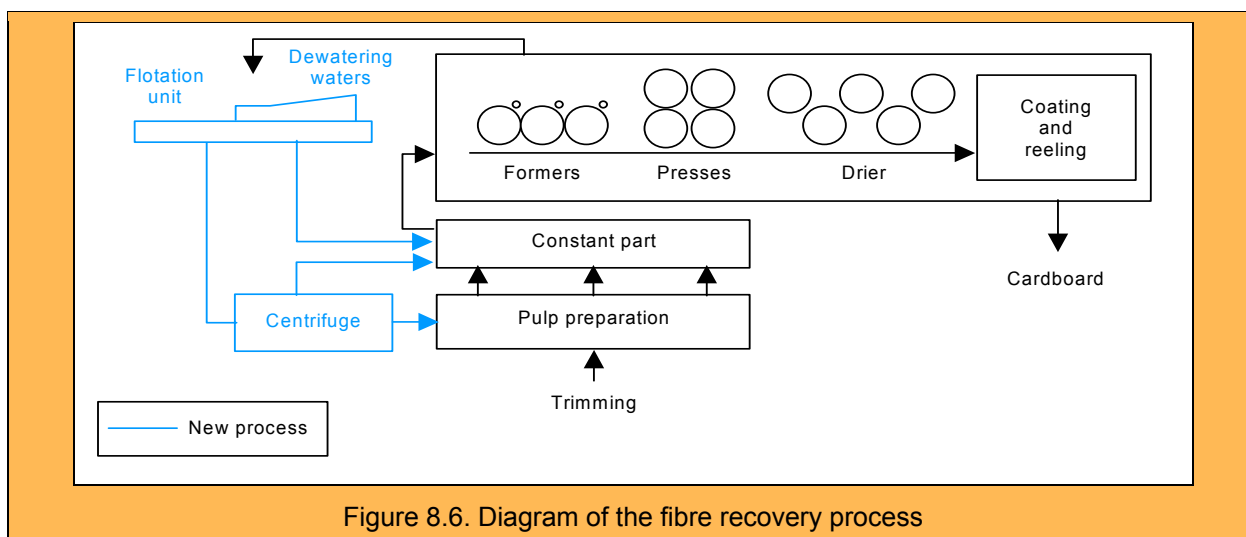 Flotation
unit
Dewatering
waters
Formers
Presses
Drier
Coating
and
reeling
Constant part
Cardboard
Centrifuge
Pulp preparation
Trimming
New process
Figure 8.6. Diagram of the fibre recovery process